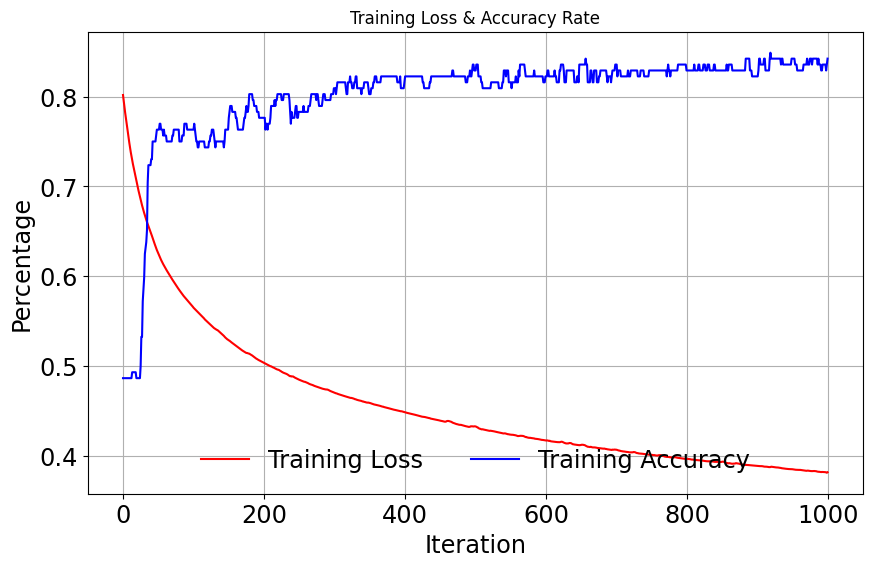 Training Loss & Accuracy Rate
Percentage
0.8
0.7
0.6
0.5
0.4
Training Loss
Training Accuracy
0 200 400 600 800 1000
Iteration